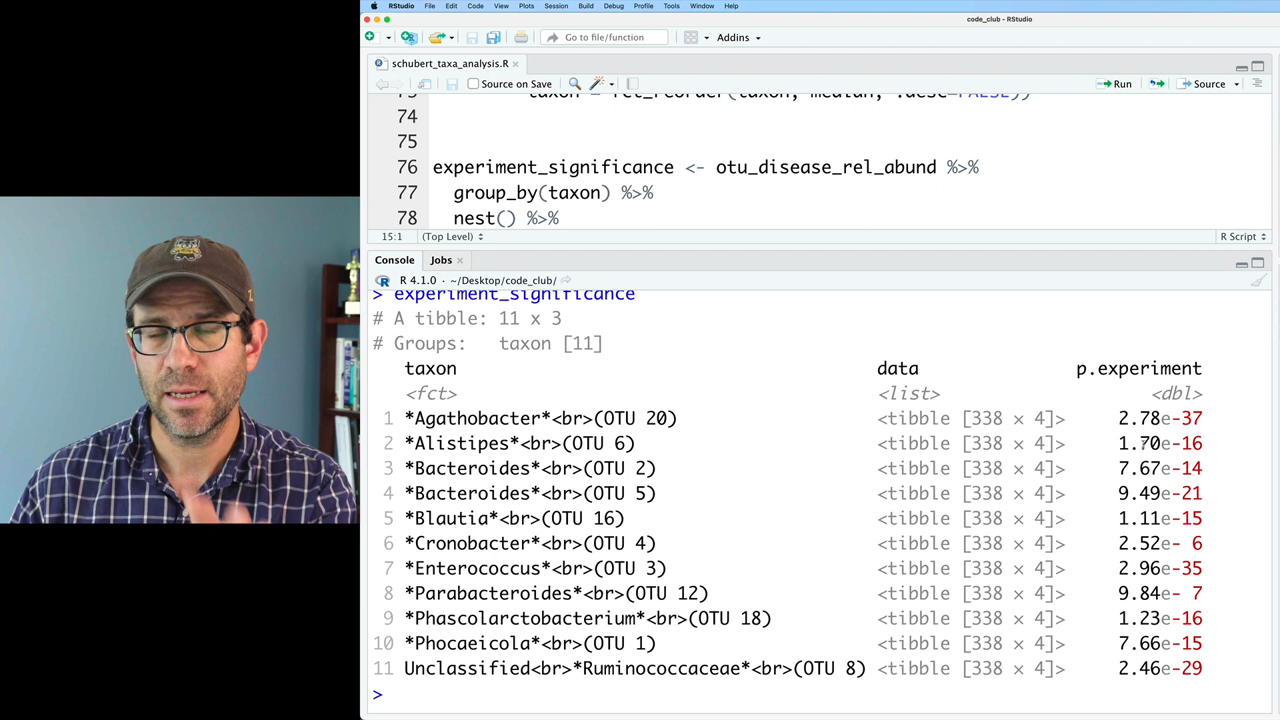 RStudio File Edit Code View Plots Session Build Debug Profile Tools Window Help
code_club - RStudio
Go to file/function Addins
schubert_taxa_analysis.R
Source on Save Run Source
74
75
76 experiment_significance <- otu_disease_rel_abund %>%
77 group_by(taxon) %>%
78 nest() %>%
15:1 (Top Level) R Script
Console Jobs
R 4.1.0 · ~/Desktop/code_club/
> experiment_significance
# A tibble: 11 x 3
# Groups: taxon [11]
taxon data p.experiment
<fct> <list> <dbl>
1 *Agathobacter*<br>(OTU 20) <tibble [338 × 4]> 2.78e-37
2 *Alistipes*<br>(OTU 6) <tibble [338 × 4]> 1.70e-16
3 *Bacteroides*<br>(OTU 2) <tibble [338 × 4]> 7.67e-14
4 *Bacteroides*<br>(OTU 5) <tibble [338 × 4]> 9.49e-21
5 *Blautia*<br>(OTU 16) <tibble [338 × 4]> 1.11e-15
6 *Cronobacter*<br>(OTU 4) <tibble [338 × 4]> 2.52e- 6
7 *Enterococcus*<br>(OTU 3) <tibble [338 × 4]> 2.96e-35
8 *Parabacteroides*<br>(OTU 12) <tibble [338 × 4]> 9.84e- 7
9 *Phascolarctobacterium*<br>(OTU 18) <tibble [338 × 4]> 1.23e-16
10 *Phocaeicola*<br>(OTU 1) <tibble [338 × 4]> 7.66e-15
11 Unclassified<br>*Ruminococcaceae*<br>(OTU 8) <tibble [338 × 4]> 2.46e-29
>